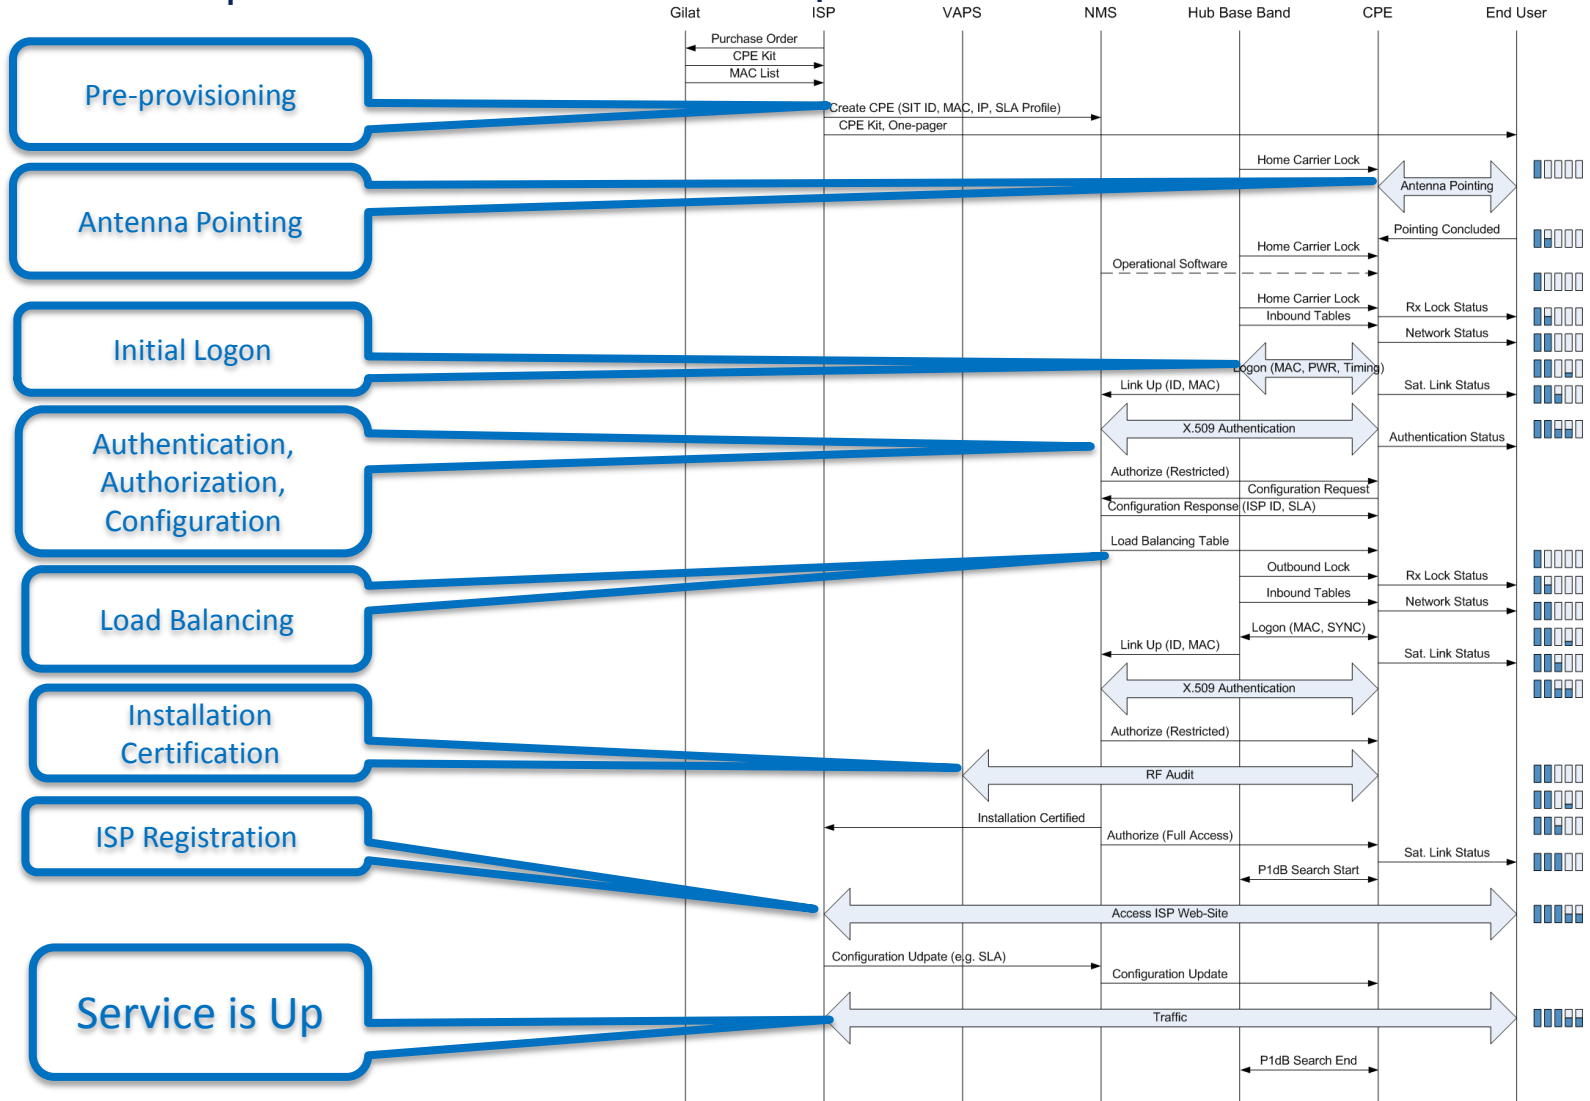 Gilat
ISP
VAPS
NMS
Hub Base Band
CPE
End User
Purchase Order
CPE Kit
MAC List
Pre-provisioning
Create CPE (SIT ID, MAC, IP, SLA Profile)
CPE Kit, One-pager
Home Carrier Lock
Antenna Pointing
Antenna Pointing
Pointing Concluded
Home Carrier Lock
Operational Software
Home Carrier Lock
Rx Lock Status
Inbound Tables
Network Status
Initial Logon
Logon (MAC, PWR, Timing)
Link Up (ID, MAC)
Sat. Link Status
X.509 Authentication
Authentication Status
Authentication,
Authorization,
Configuration
Authorize (Restricted)
Configuration Request
Configuration Response (ISP ID, SLA)
Load Balancing Table
Outbound Lock
Rx Lock Status
Inbound Tables
Network Status
Load Balancing
Logon (MAC, SYNC)
Link Up (ID, MAC)
Sat. Link Status
X.509 Authentication
Installation
Certification
Authorize (Restricted)
RF Audit
Installation Certified
Authorize (Full Access)
ISP Registration
Sat. Link Status
P1dB Search Start
Access ISP Web-Site
Configuration Udpate (e.g. SLA)
Configuration Update
Service is Up
Traffic
P1dB Search End